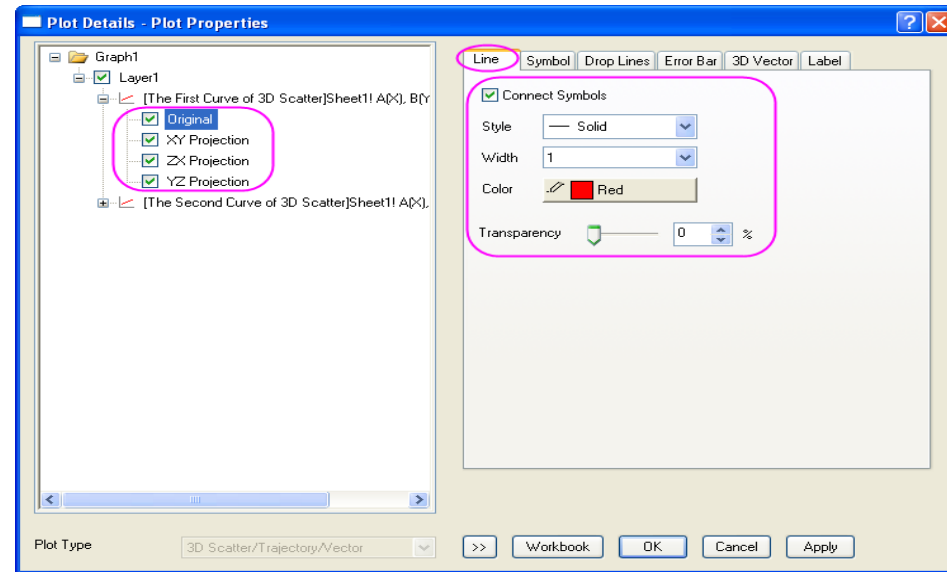 Plot Details - Plot Properties
Graph1
Layer1
[The First Curve of 3D Scatter]Sheet1! A(X), B(Y
Original
XY Projection
ZX Projection
YZ Projection
[The Second Curve of 3D Scatter]Sheet1! A(X),
Line
Symbol
Drop Lines
Error Bar
3D Vector
Label
Connect Symbols
Style
Solid
Width
1
Color
Red
Transparency
0
%
Plot Type
3D Scatter/Trajectory/Vector
>>
Workbook
OK
Cancel
Apply